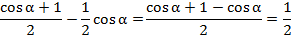 (cos α + 1)/2 − 1/2 cos α = (cos α + 1 − cos α)/2 = 1/2